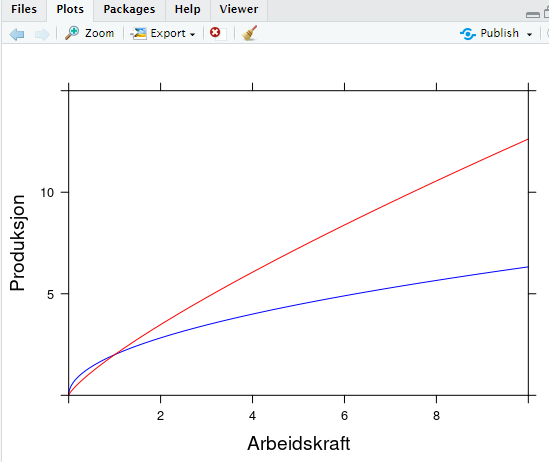 Files Plots Packages Help Viewer
Zoom Export Publish
10
5
Produksjon
2 4 6 8
Arbeidskraft